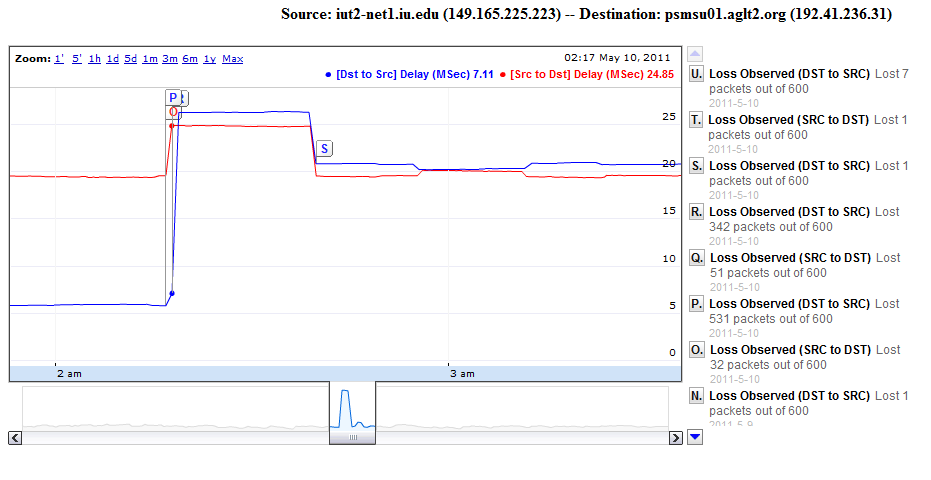 Source: iut2-net1.iu.edu (149.165.225.223) -- Destination: psmsu01.aglt2.org (192.41.236.31)
Zoom: 1' 5' 1h 1d 5d 1m 3m 6m 1y Max
02:17 May 10, 2011
[Dst to Src] Delay (MSec) 7.11 [Src to Dst] Delay (MSec) 24.85
P
O
S
25
20
15
10
5
0
2 am
3 am
U. Loss Observed (DST to SRC) Lost 7
packets out of 600
2011-5-10
T. Loss Observed (SRC to DST) Lost 1
packets out of 600
2011-5-10
S. Loss Observed (DST to SRC) Lost 1
packets out of 600
2011-5-10
R. Loss Observed (DST to SRC) Lost
342 packets out of 600
2011-5-10
Q. Loss Observed (SRC to DST) Lost
51 packets out of 600
2011-5-10
P. Loss Observed (DST to SRC) Lost
531 packets out of 600
2011-5-10
O. Loss Observed (SRC to DST) Lost
32 packets out of 600
2011-5-10
N. Loss Observed (DST to SRC) Lost 1
packets out of 600
2011-5-9